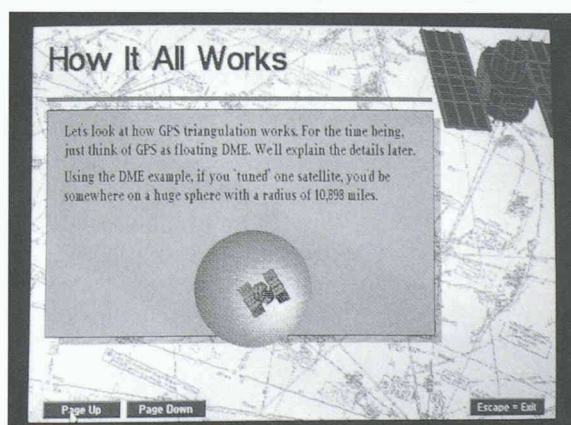 How It All Works
Lets look at how GPS triangulation works. For the time being,
just think of GPS as floating DME. We'll explain the details later.
Using the DME example, if you 'tuned' one satellite, you'd be
somewhere on a huge sphere with a radius of 10,898 miles.
Page Up
Page Down
Escape = Exit